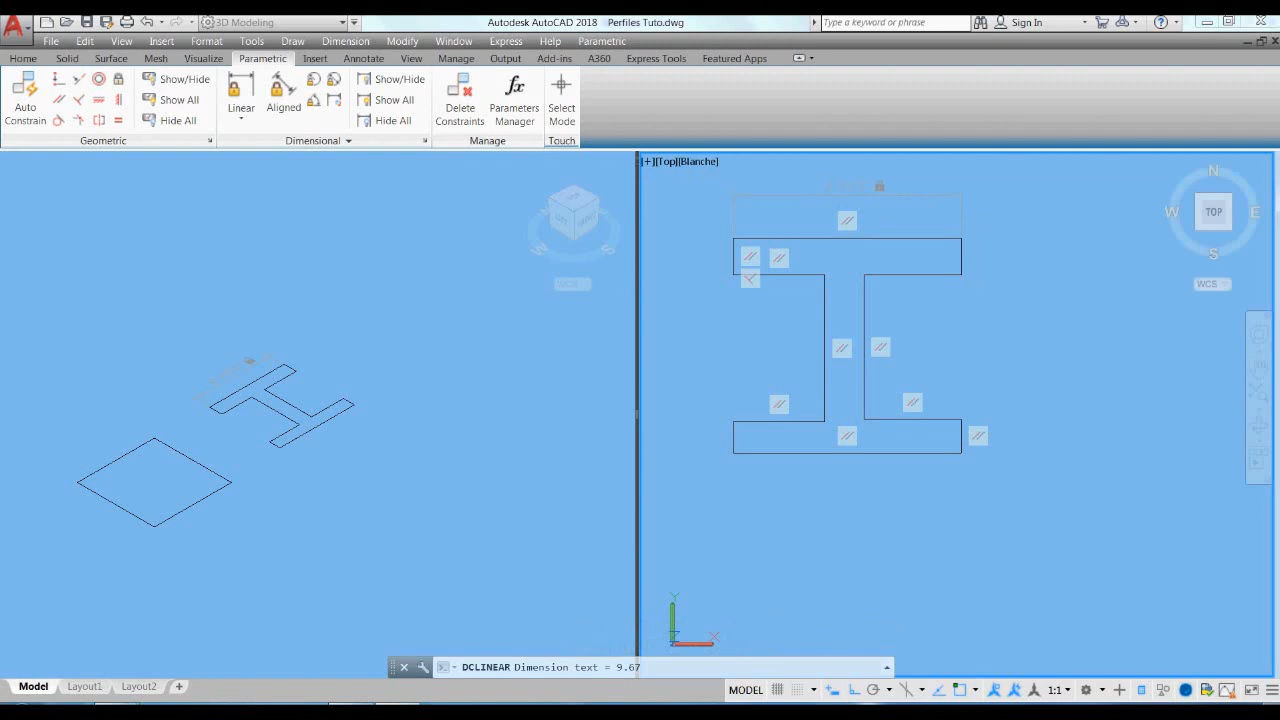 3D Modeling
Autodesk AutoCAD 2018 Perfiles Tuto.dwg
Type a keyword or phrase
Sign In
File Edit View Insert Format Tools Draw Dimension Modify Window Express Help Parametric
Home Solid Surface Mesh Visualize Parametric Insert Annotate View Manage Output Add-ins A360 Express Tools Featured Apps
Auto Constrain
Show/Hide
Show All
Hide All
Geometric
Linear
Aligned
Show/Hide
Show All
Hide All
Dimensional
Delete Constraints
fx
Parameters Manager
Manage
Select Mode
Touch
[+][Top][Blanche]
N
W
TOP
E
S
WCS
W
S
WCS
Y
X
DCLINEAR Dimension text = 9.67
Model Layout1 Layout2 +
MODEL
1:1